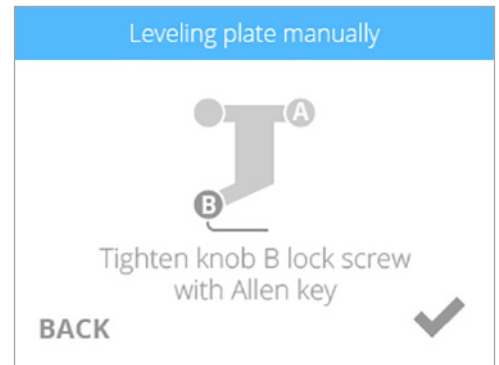 Leveling plate manually
A
B
Tighten knob B lock screw
with Allen key
BACK